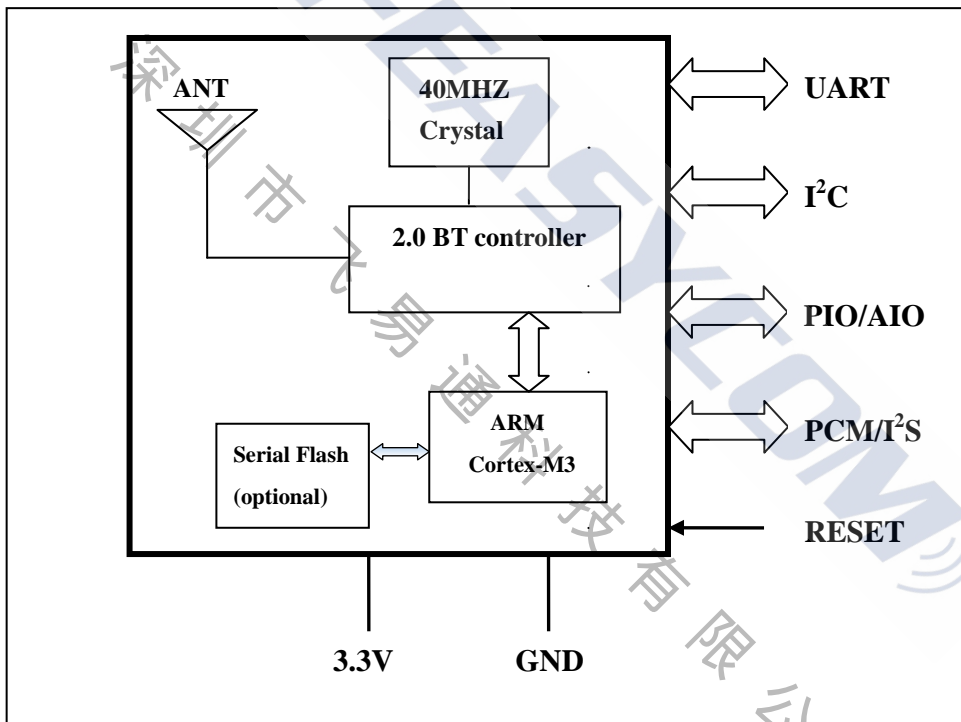 ANT
40MHZ
Crystal
2.0 BT controller
ARM
Cortex-M3
Serial Flash
(optional)
UART
I²C
PIO/AIO
PCM/I²S
RESET
3.3V
GND
深圳市飞易通科技有限公
EASYCOM